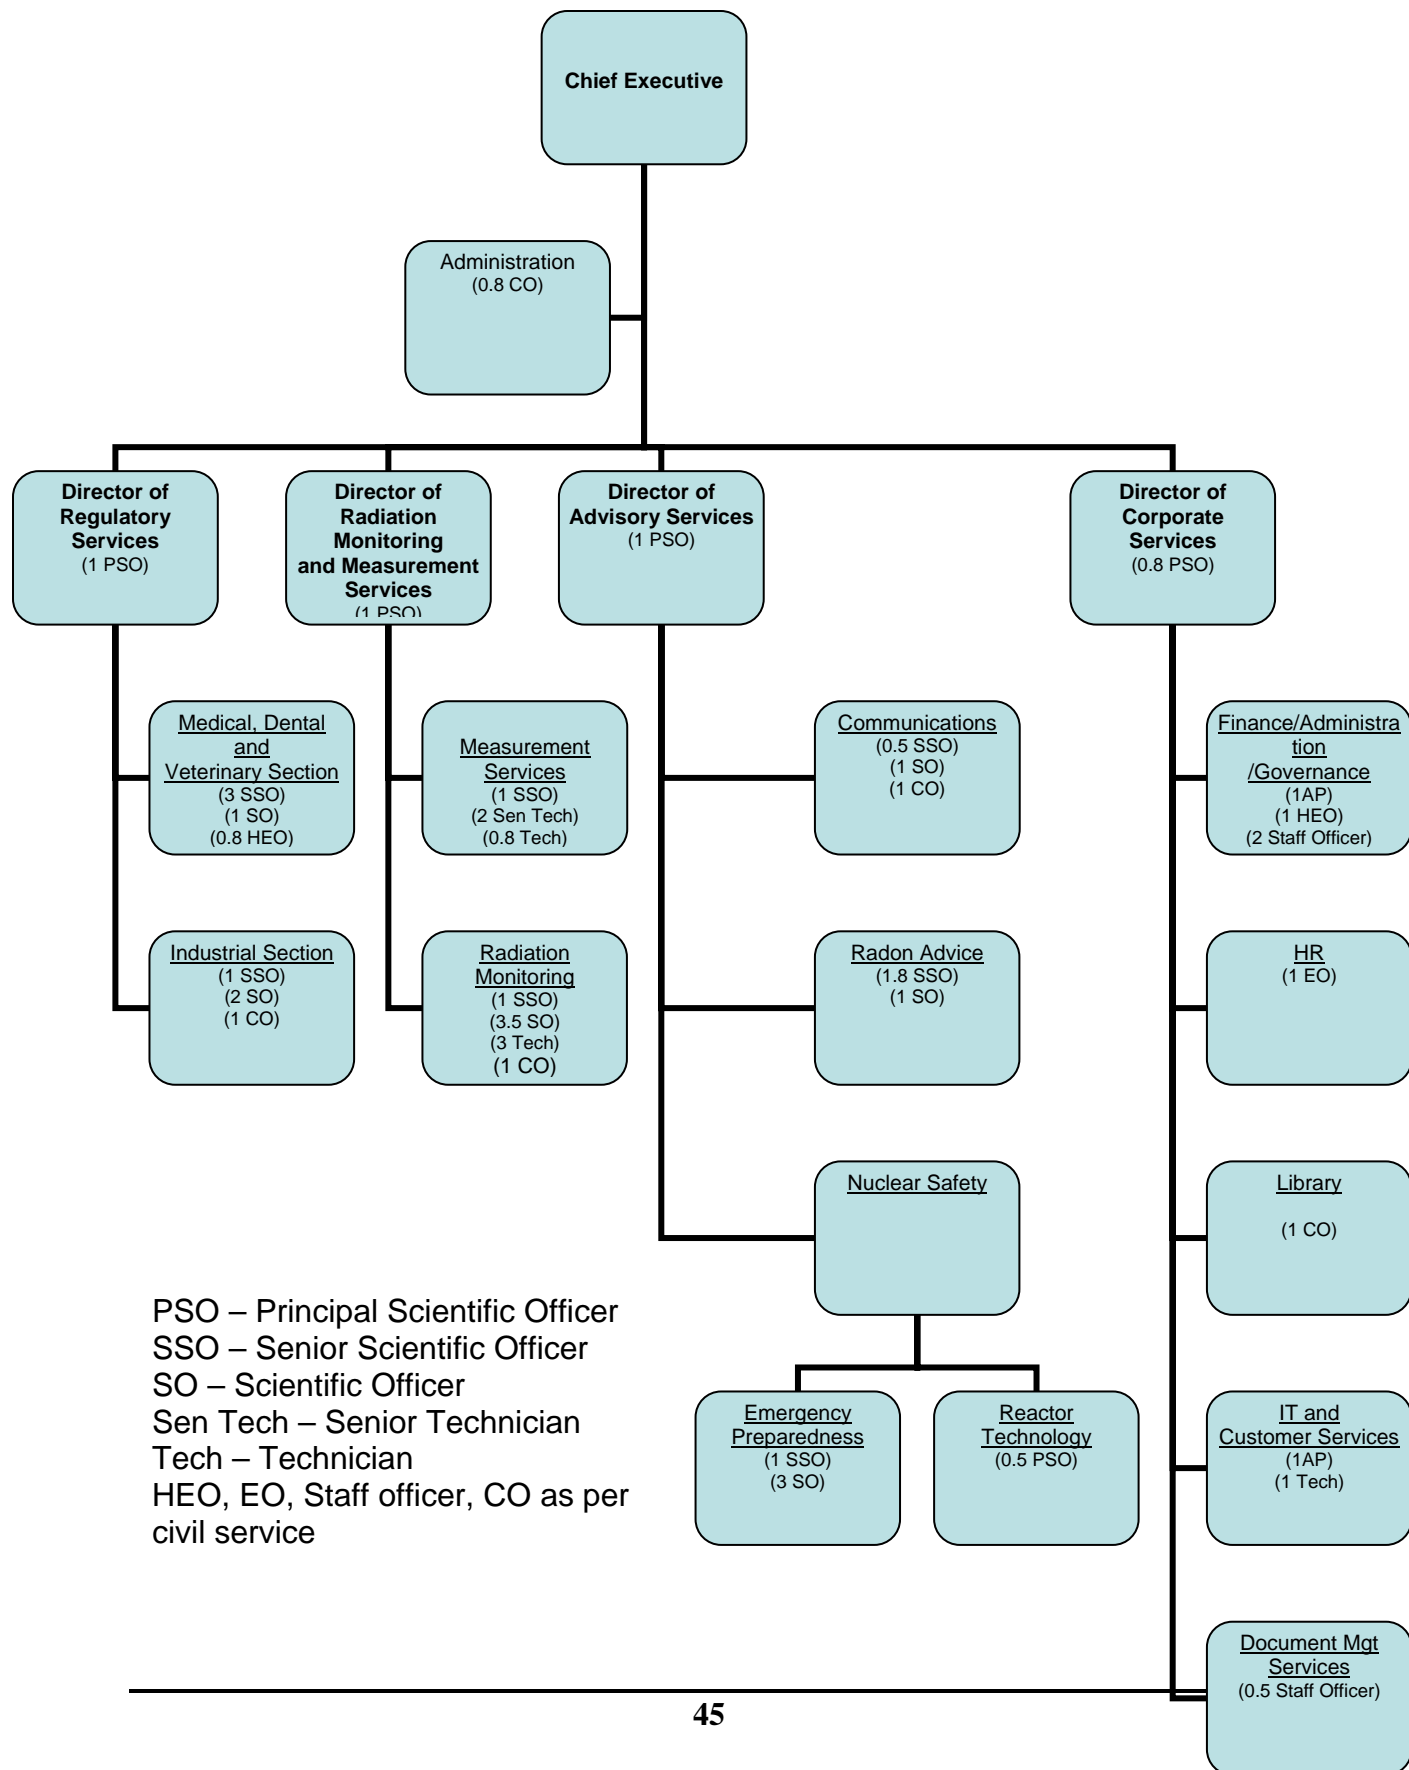 Chief Executive
Administration
(0.8 CO)
Director of
Regulatory
Services
(1 PSO)
Director of
Radiation
Monitoring
and Measurement
Services
(1 PSO)
Director of
Advisory Services
(1 PSO)
Director of
Corporate
Services
(0.8 PSO)
Medical, Dental
and
Veterinary Section
(3 SSO)
(1 SO)
(0.8 HEO)
Measurement
Services
(1 SSO)
(2 Sen Tech)
(0.8 Tech)
Communications
(0.5 SSO)
(1 SO)
(1 CO)
Finance/Administra
tion
/Governance
(1AP)
(1 HEO)
(2 Staff Officer)
Industrial Section
(1 SSO)
(2 SO)
(1 CO)
Radiation
Monitoring
(1 SSO)
(3.5 SO)
(3 Tech)
(1 CO)
Radon Advice
(1.8 SSO)
(1 SO)
HR
(1 EO)
Nuclear Safety
Library
(1 CO)
PSO – Principal Scientific Officer
SSO – Senior Scientific Officer
SO – Scientific Officer
Sen Tech – Senior Technician
Tech – Technician
HEO, EO, Staff officer, CO as per
civil service
Emergency
Preparedness
(1 SSO)
(3 SO)
Reactor
Technology
(0.5 PSO)
IT and
Customer Services
(1AP)
(1 Tech)
Document Mgt
Services
(0.5 Staff Officer)
45